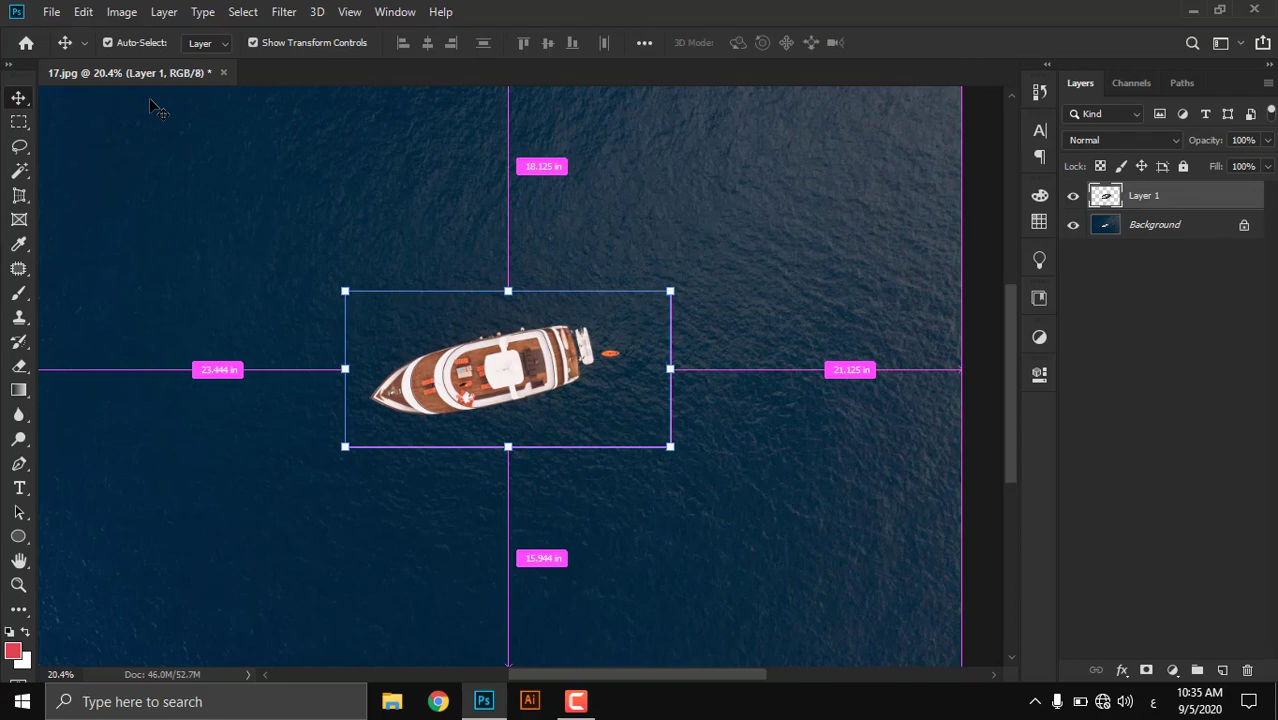 Ps File Edit Image Layer Type Select Filter 3D View Window Help
Auto-Select: Layer Show Transform Controls 3D Mode:
17.jpg @ 20.4% (Layer 1, RGB/8) *
Layers Channels Paths
Kind
Normal Opacity: 100%
Lock: Fill: 100%
Layer 1
Background
18.125 in
23.444 in
21.125 in
15.944 in
20.4% Doc: 46.0M/52.7M
Type here to search
Ps
Ai
ع
10:35 AM
9/5/2020